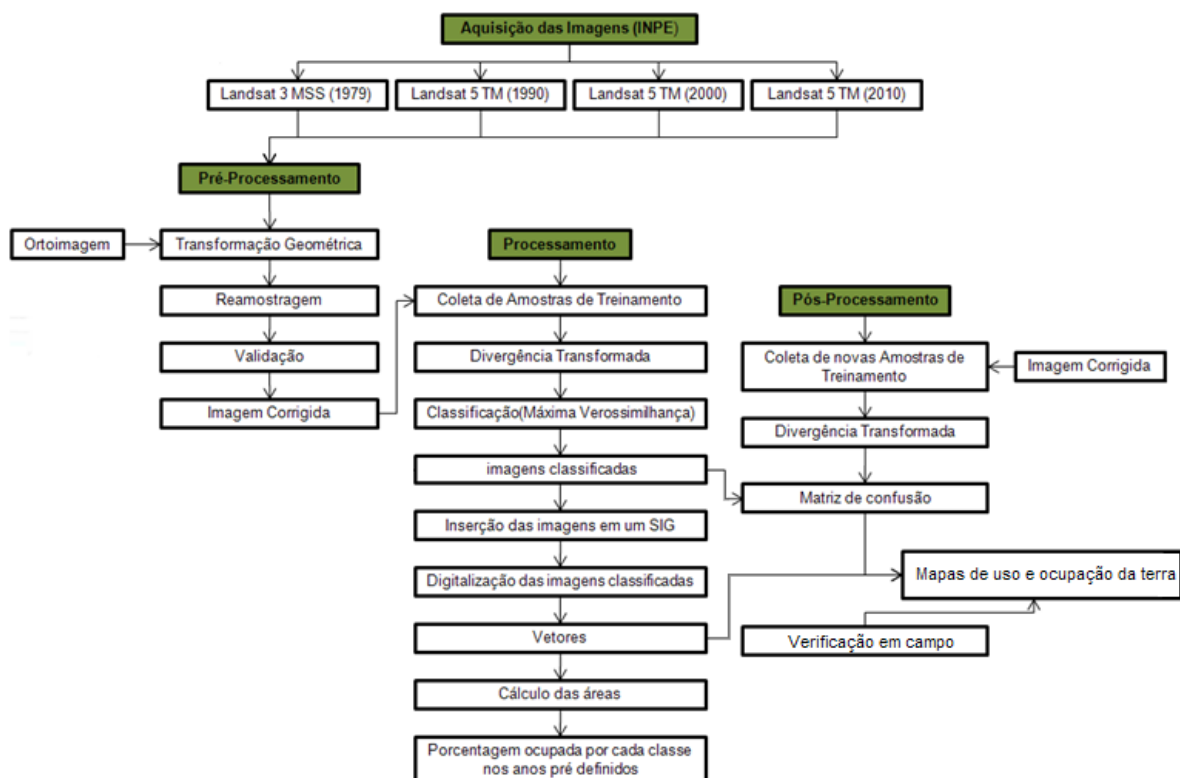 Aquisição das Imagens (INPE)
Landsat 3 MSS (1979)
Landsat 5 TM (1990)
Landsat 5 TM (2000)
Landsat 5 TM (2010)
Pré-Processamento
Ortoimagem
Transformação Geométrica
Reamostragem
Validação
Imagem Corrigida
Processamento
Coleta de Amostras de Treinamento
Divergência Transformada
Classificação(Máxima Verossimilhança)
imagens classificadas
Inserção das imagens em um SIG
Digitalização das imagens classificadas
Vetores
Cálculo das áreas
Porcentagem ocupada por cada classe
nos anos pré definidos
Pós-Processamento
Coleta de novas Amostras de
Treinamento
Imagem Corrigida
Divergência Transformada
Matriz de confusão
Mapas de uso e ocupação da terra
Verificação em campo